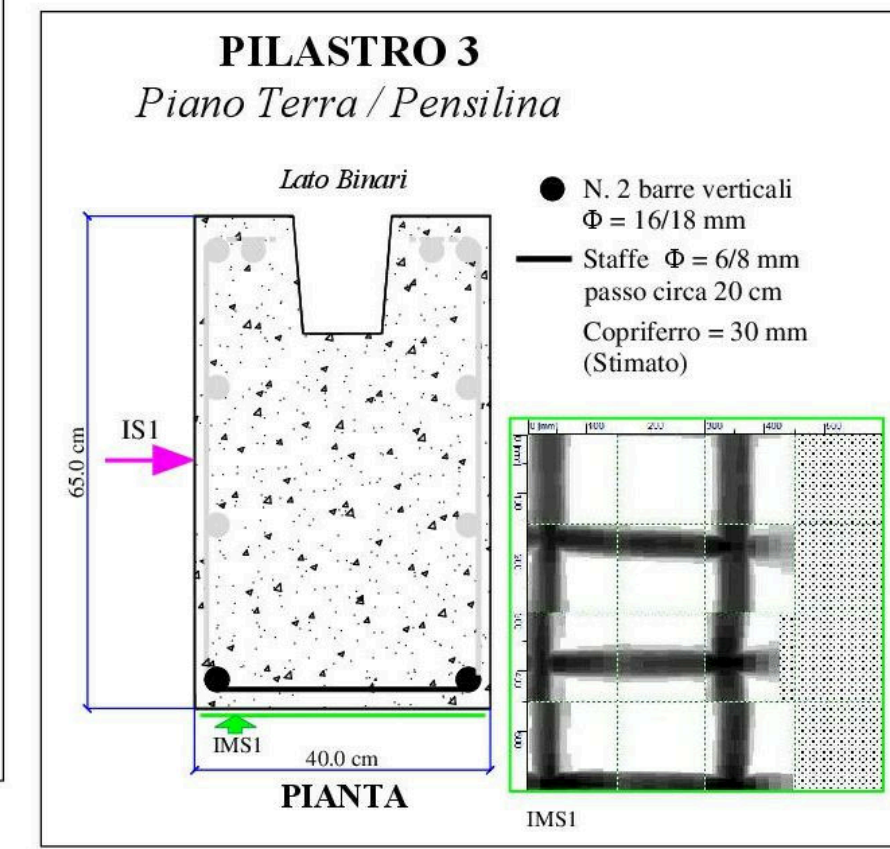 PILASTRO 3
Piano Terra / Pensilina
Lato Binari
N. 2 barre verticali
Φ = 16/18 mm
Staffe Φ = 6/8 mm
passo circa 20 cm
Copriferro = 30 mm
(Stimato)
IS1
65.0 cm
0 [mm] 100 200 300 400 500
IMS1
40.0 cm
PIANTA
IMS1